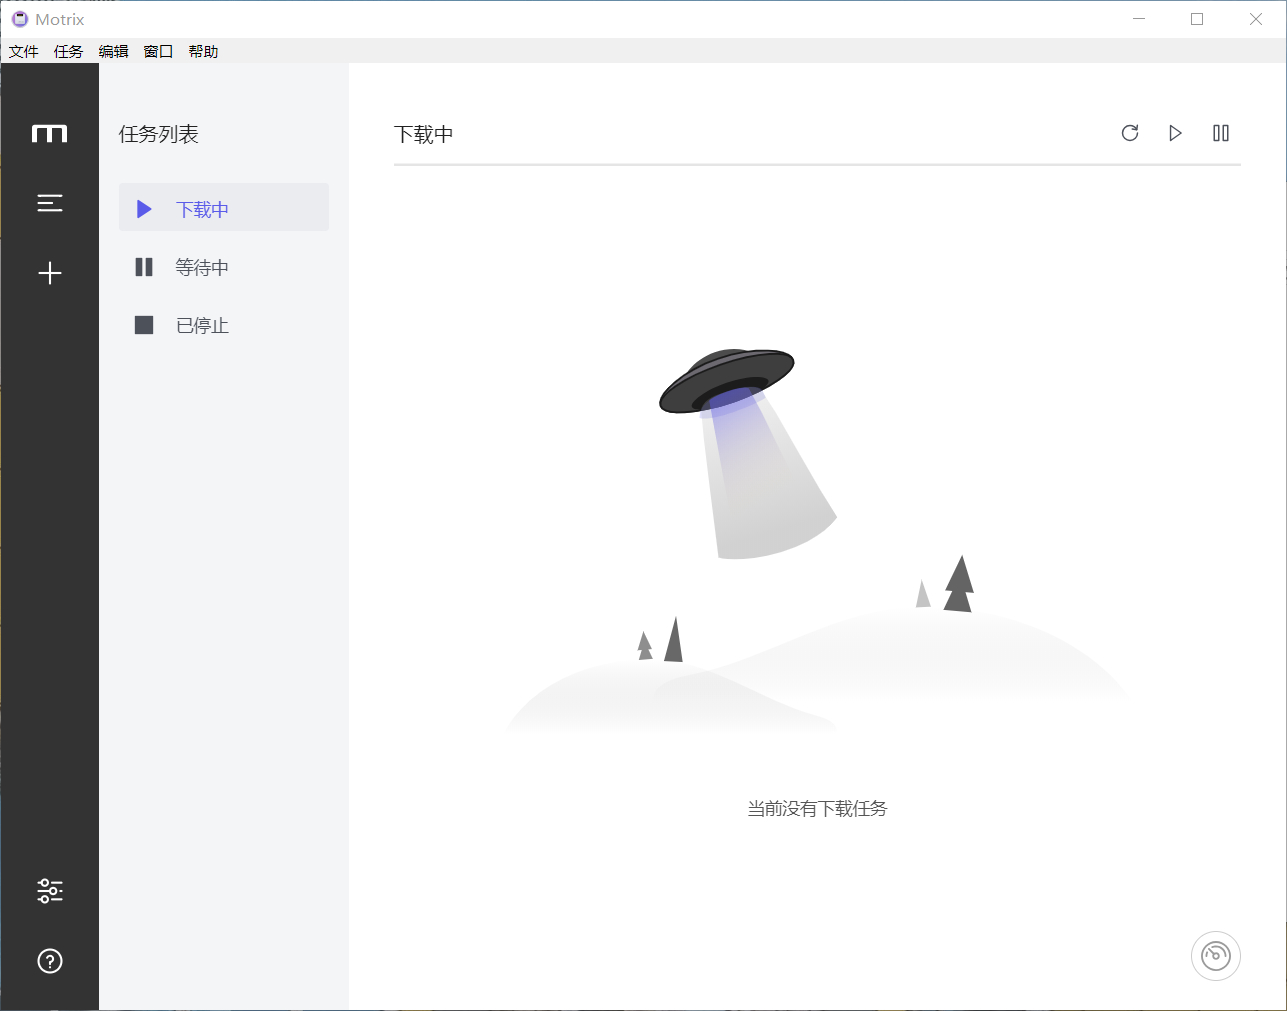 Motrix
文件 任务 编辑 窗口 帮助
m
任务列表
下载中
等待中
已停止
下载中
当前没有下载任务